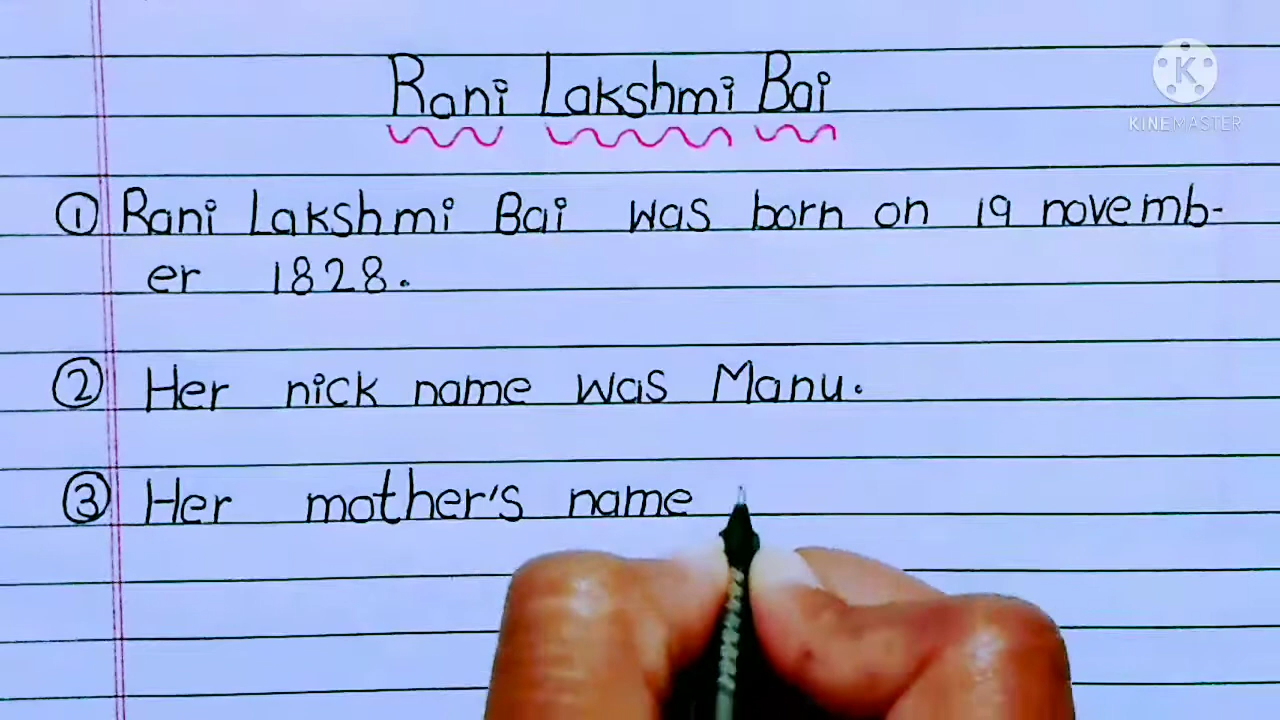 Rani Lakshmi Bai
K
KINEMASTER
① Rani Lakshmi Bai was born on 19 novemb-
er 1828.
② Her nick name was Manu.
③ Her mother's name